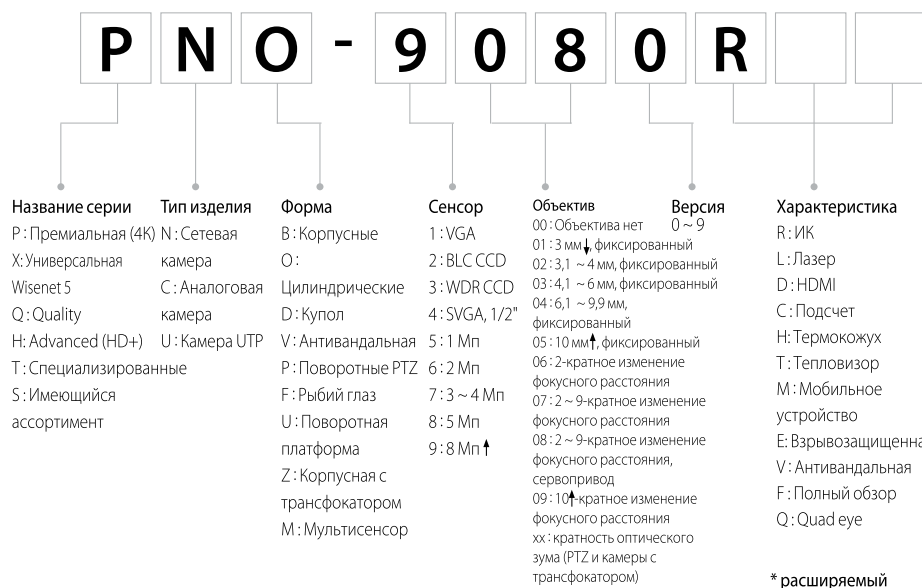 PNO-9080R
Название серии
P : Премиальная (4K)
X: Универсальная
Wisenet 5
Q : Quality
H: Advanced (HD+)
T : Специализированные
S : Имеющийся
ассортимент
Тип изделия
N : Сетевая
камера
C : Аналоговая
камера
U : Камера UTP
Форма
B : Корпусные
O :
Цилиндрические
D : Купол
V : Антивандальная
P : Поворотные PTZ
F : Рыбий глаз
U : Поворотная
платформа
Z : Корпусная с
трансфокатором
M : Мультисенсор
Сенсор
1 : VGA
2 : BLC CCD
3 : WDR CCD
4 : SVGA, 1/2"
5 : 1 Мп
6 : 2 Мп
7 : 3 ~ 4 Мп
8 : 5 Мп
9 : 8 Мп ↑
Объектив
00 : Объектива нет
01 : 3 мм↓, фиксированный
02 : 3,1 ~ 4 мм, фиксированный
03 : 4,1 ~ 6 мм, фиксированный
04 : 6,1 ~ 9,9 мм,
фиксированный
05 : 10 мм↑, фиксированный
06 : 2-кратное изменение
фокусного расстояния
07 : 2 ~ 9-кратное изменение
фокусного расстояния
08 : 2 ~ 9-кратное изменение
фокусного расстояния,
сервопривод
09 : 10↑-кратное изменение
фокусного расстояния
xx : кратность оптического
зума (PTZ и камеры с
трансфокатором)
Версия
0 ~ 9
Характеристика
R : ИК
L : Лазер
D : HDMI
C : Подсчет
H: Термокожух
T : Тепловизор
M : Мобильное
устройство
E: Взрывозащищенна
V : Антивандальная
F : Полный обзор
Q : Quad eye
* расширяемый